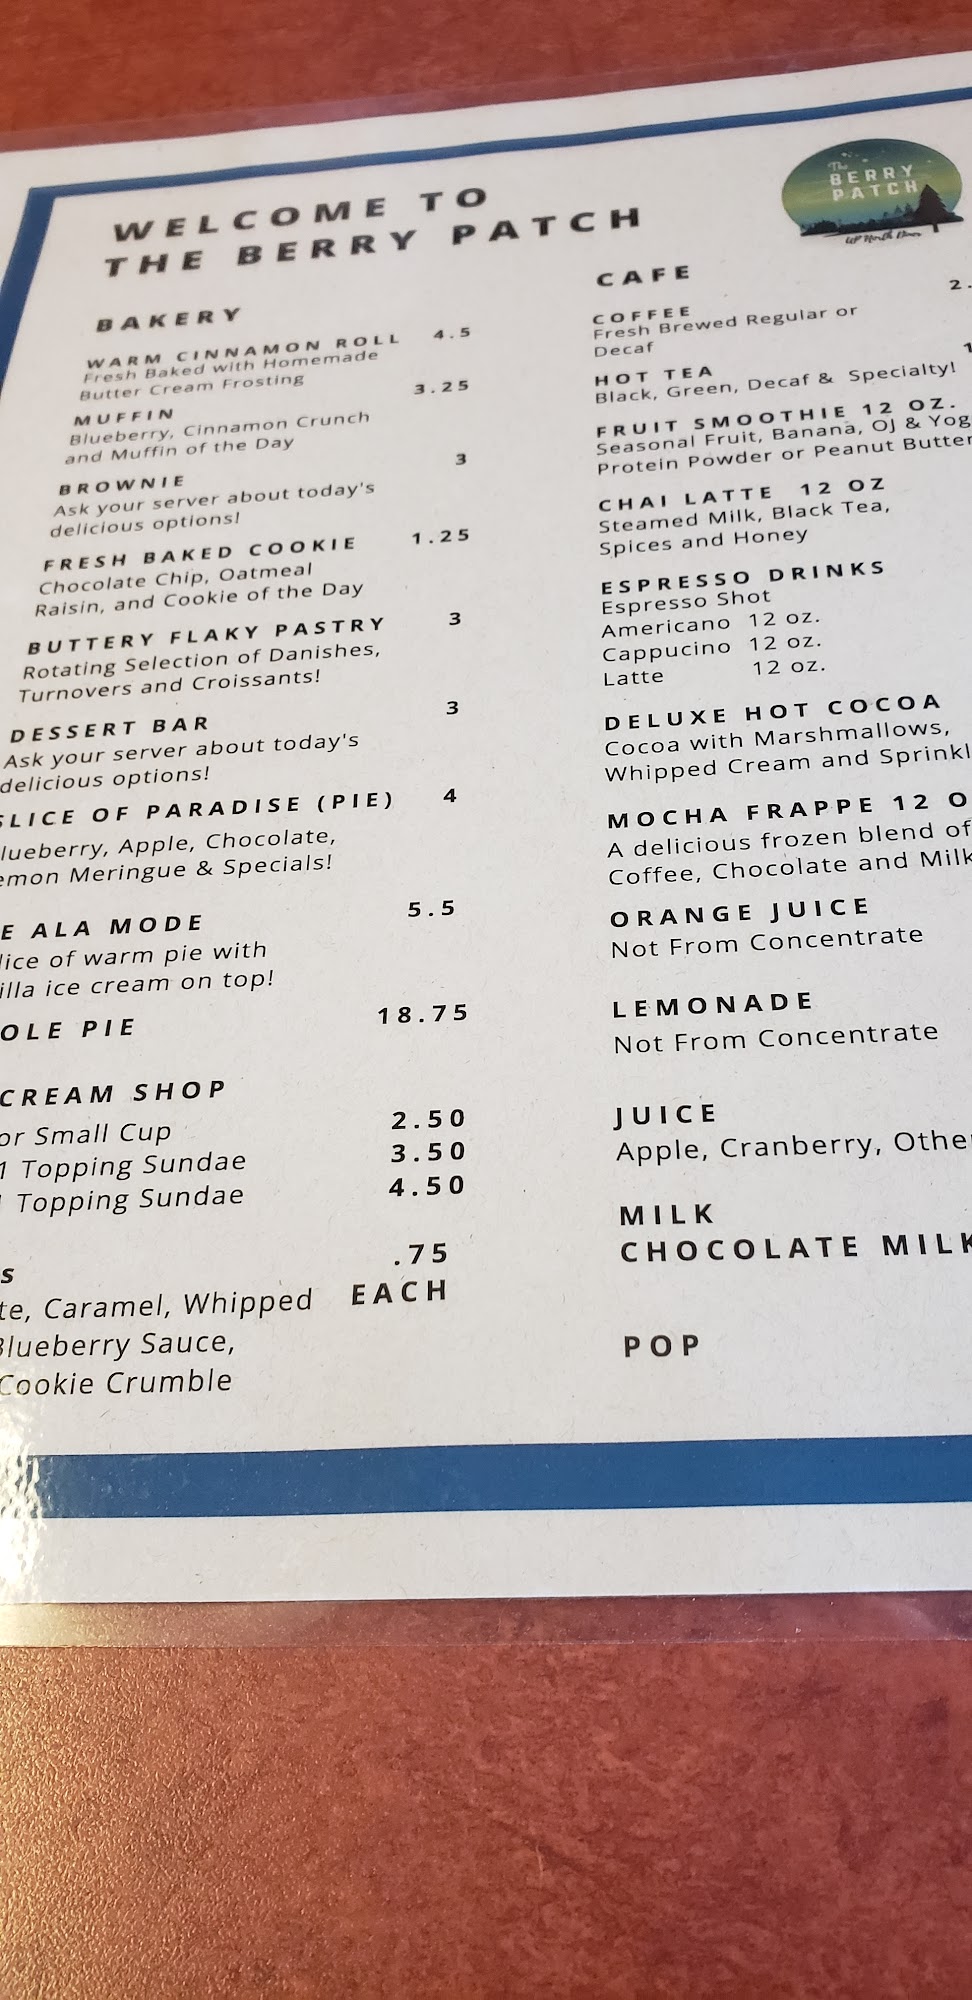 WELCOME TO
THE BERRY PATCH
The
BERRY
PATCH
UP North Diner
BAKERY
WARM CINNAMON ROLL 4.5
Fresh Baked with Homemade
Butter Cream Frosting
MUFFIN 3.25
Blueberry, Cinnamon Crunch
and Muffin of the Day
BROWNIE 3
Ask your server about today's
delicious options!
FRESH BAKED COOKIE 1.25
Chocolate Chip, Oatmeal
Raisin, and Cookie of the Day
BUTTERY FLAKY PASTRY 3
Rotating Selection of Danishes,
Turnovers and Croissants!
DESSERT BAR 3
Ask your server about today's
delicious options!
SLICE OF PARADISE (PIE) 4
lueberry, Apple, Chocolate,
emon Meringue & Specials!
E ALA MODE 5.5
lice of warm pie with
illa ice cream on top!
OLE PIE 18.75
CREAM SHOP
or Small Cup 2.50
1 Topping Sundae 3.50
Topping Sundae 4.50
S .75
te, Caramel, Whipped EACH
Blueberry Sauce,
Cookie Crumble
CAFE
COFFEE 2.
Fresh Brewed Regular or
Decaf
HOT TEA 1
Black, Green, Decaf & Specialty!
FRUIT SMOOTHIE 12 OZ.
Seasonal Fruit, Banana, OJ & Yog
Protein Powder or Peanut Butter
CHAI LATTE 12 OZ
Steamed Milk, Black Tea,
Spices and Honey
ESPRESSO DRINKS
Espresso Shot
Americano 12 oz.
Cappucino 12 oz.
Latte 12 oz.
DELUXE HOT COCOA
Cocoa with Marshmallows,
Whipped Cream and Sprinkl
MOCHA FRAPPE 12 O
A delicious frozen blend of
Coffee, Chocolate and Milk
ORANGE JUICE
Not From Concentrate
LEMONADE
Not From Concentrate
JUICE
Apple, Cranberry, Othe
MILK
CHOCOLATE MILK
POP